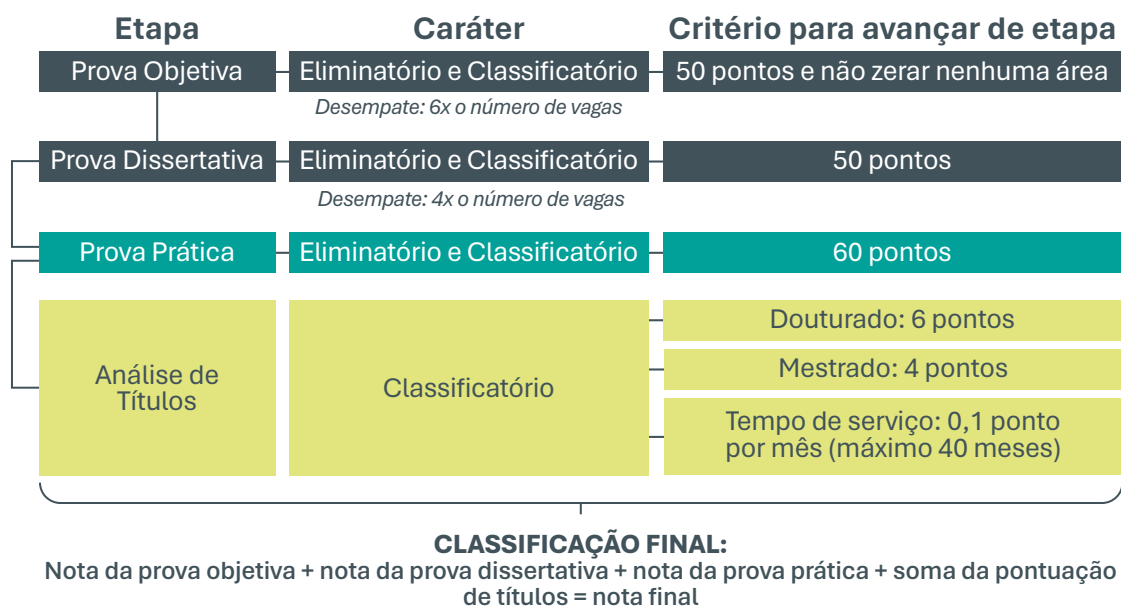 Etapa Caráter Critério para avançar de etapa
Prova Objetiva Eliminatório e Classificatório 50 pontos e não zerar nenhuma área
Desempate: 6x o número de vagas
Prova Dissertativa Eliminatório e Classificatório 50 pontos
Desempate: 4x o número de vagas
Prova Prática Eliminatório e Classificatório 60 pontos
Análise de
Títulos
Classificatório
Douturado: 6 pontos
Mestrado: 4 pontos
Tempo de serviço: 0,1 ponto
por mês (máximo 40 meses)
CLASSIFICAÇÃO FINAL:
Nota da prova objetiva + nota da prova dissertativa + nota da prova prática + soma da pontuação
de títulos = nota final